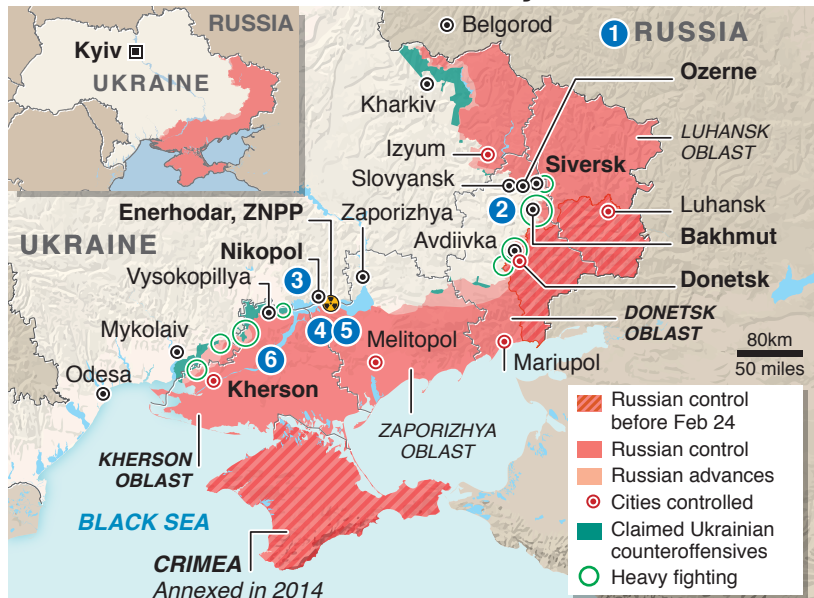 RUSSIA
Kyiv
UKRAINE
Belgorod
1
RUSSIA
Ozerne
Kharkiv
LUHANSK
OBLAST
Izyum
Siversk
Slovyansk
Enerhodar, ZNPP
Zaporizhya
2
Luhansk
UKRAINE
Nikopol
Avdiivka
Bakhmut
Vysokopillya
3
Donetsk
Mykolaiv
4
5
Melitopol
DONETSK
OBLAST
80km
50 miles
6
Mariupol
Odesa
Kherson
KHERSON
OBLAST
ZAPORIZHYA
OBLAST
BLACK SEA
CRIMEA
Annexed in 2014
Russian control
before Feb 24
Russian control
Russian advances
Cities controlled
Claimed Ukrainian
counteroffensives
Heavy fighting